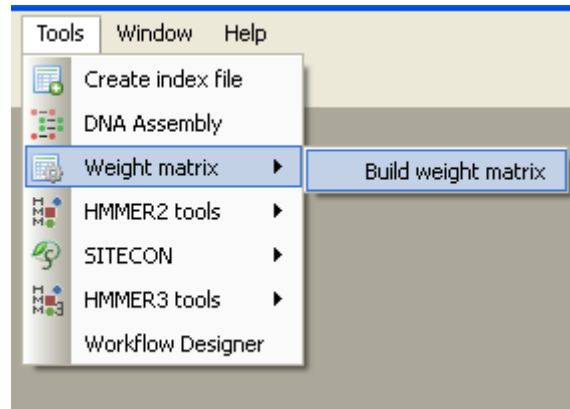 Tools Window Help
Create index file
DNA Assembly
Weight matrix Build weight matrix
HMMER2 tools
SITECON
HMMER3 tools
Workflow Designer